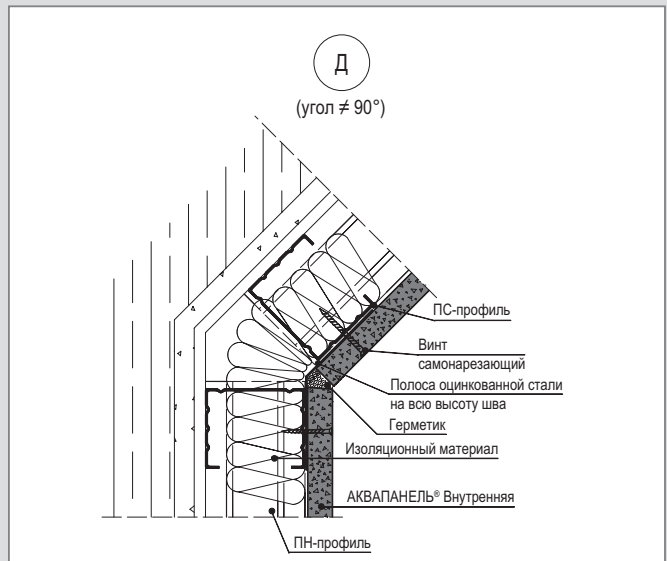 Д
(угол ≠ 90°)
ПС-профиль
Винт
самонарезающий
Полоса оцинкованной стали
на всю высоту шва
Герметик
Изоляционный материал
АКВАПАНЕЛЬ® Внутренняя
ПН-профиль